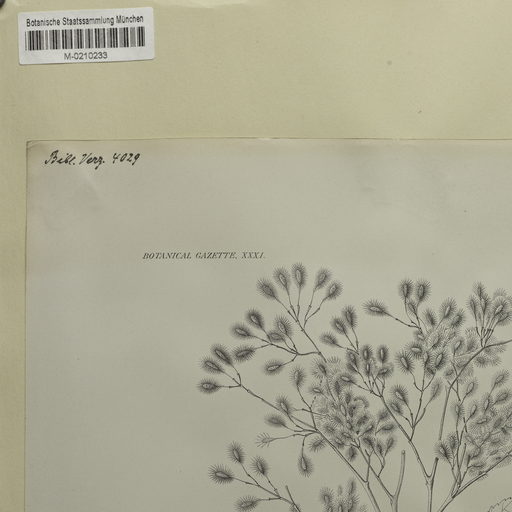 Botanische Staatssammlung München
M-0210233
Bibl. Verz. 4029
BOTANICAL GAZETTE, XXXI.